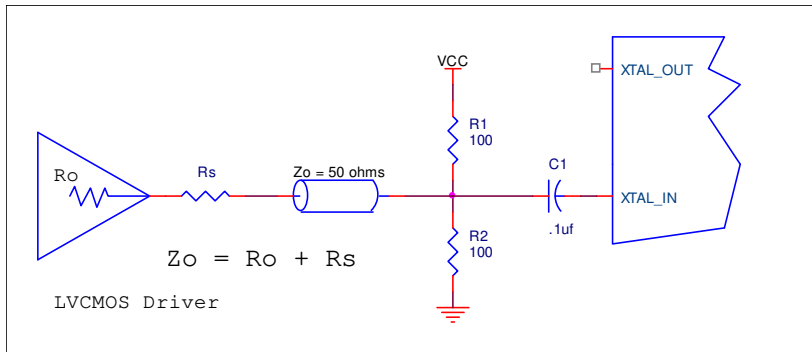 VCC
XTAL_OUT
R1
100
C1
Ro
Rs
Zo = 50 ohms
XTAL_IN
R2
100
.1uf
Zo = Ro + Rs
LVCMOS Driver